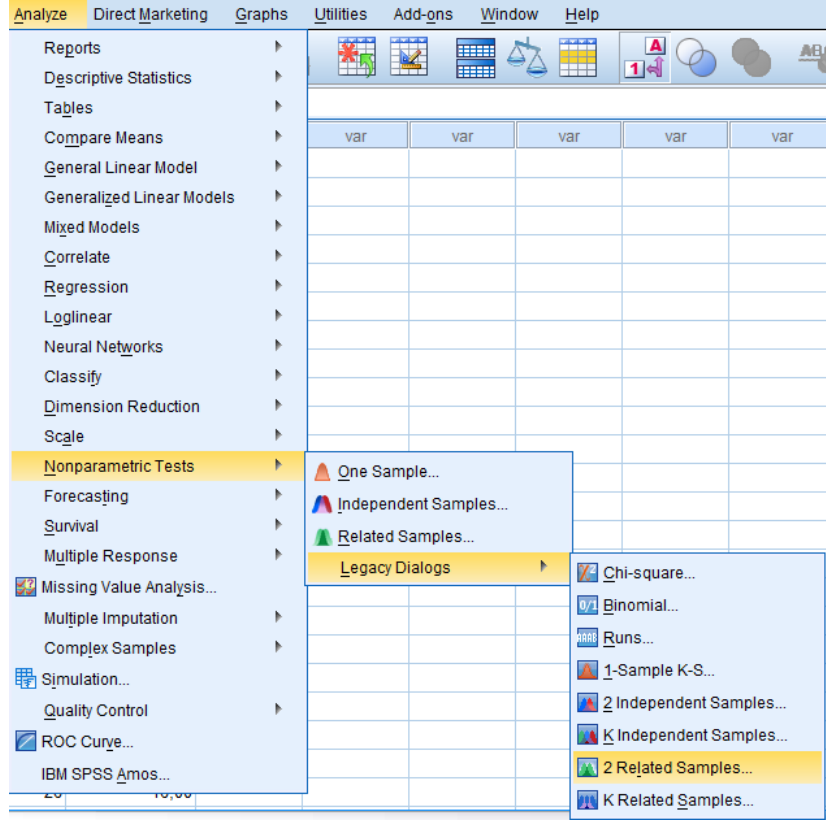 Analyze Direct Marketing Graphs Utilities Add-ons Window Help
Reports
Descriptive Statistics
Tables
Compare Means
var var var var var
General Linear Model
Generalized Linear Models
Mixed Models
Correlate
Regression
Loglinear
Neural Networks
Classify
Dimension Reduction
Scale
Nonparametric Tests
Forecasting
Survival
Multiple Response
Missing Value Analysis...
Multiple Imputation
Complex Samples
Simulation...
Quality Control
ROC Curve...
IBM SPSS Amos...
One Sample...
Independent Samples...
Related Samples...
Legacy Dialogs
Chi-square...
Binomial...
Runs...
1-Sample K-S...
2 Independent Samples...
K Independent Samples...
2 Related Samples...
K Related Samples...